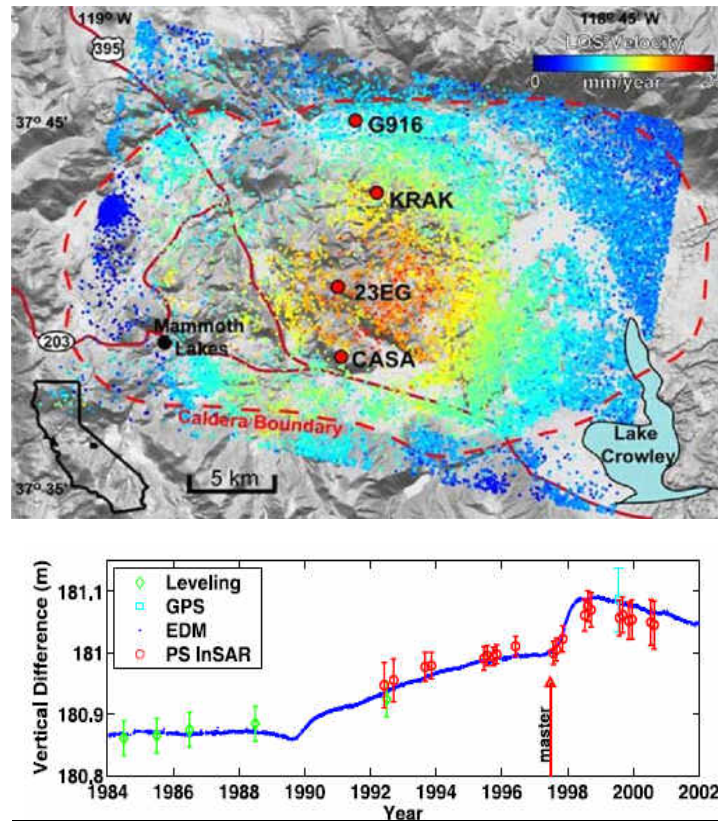 119° W
118° 45' W
395
LOS Velocity
0
mm/year
37° 45'
G916
KRAK
23EG
203
Mammoth
Lakes
CASA
Caldera Boundary
Lake
Crowley
5 km
37° 35'
Vertical Difference (m)
181,1
181
180,9
180,8
Leveling
GPS
EDM
PS InSAR
master
1984 1986 1988 1990 1992 1994 1996 1998 2000 2002
Year